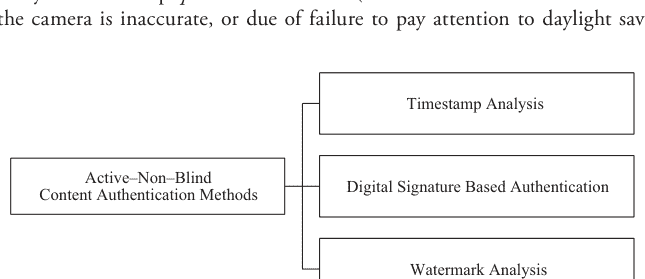 the camera is inaccurate, or due of failure to pay attention to daylight sav
Timestamp Analysis
Active–Non–Blind
Content Authentication Methods
Digital Signature Based Authentication
Watermark Analysis